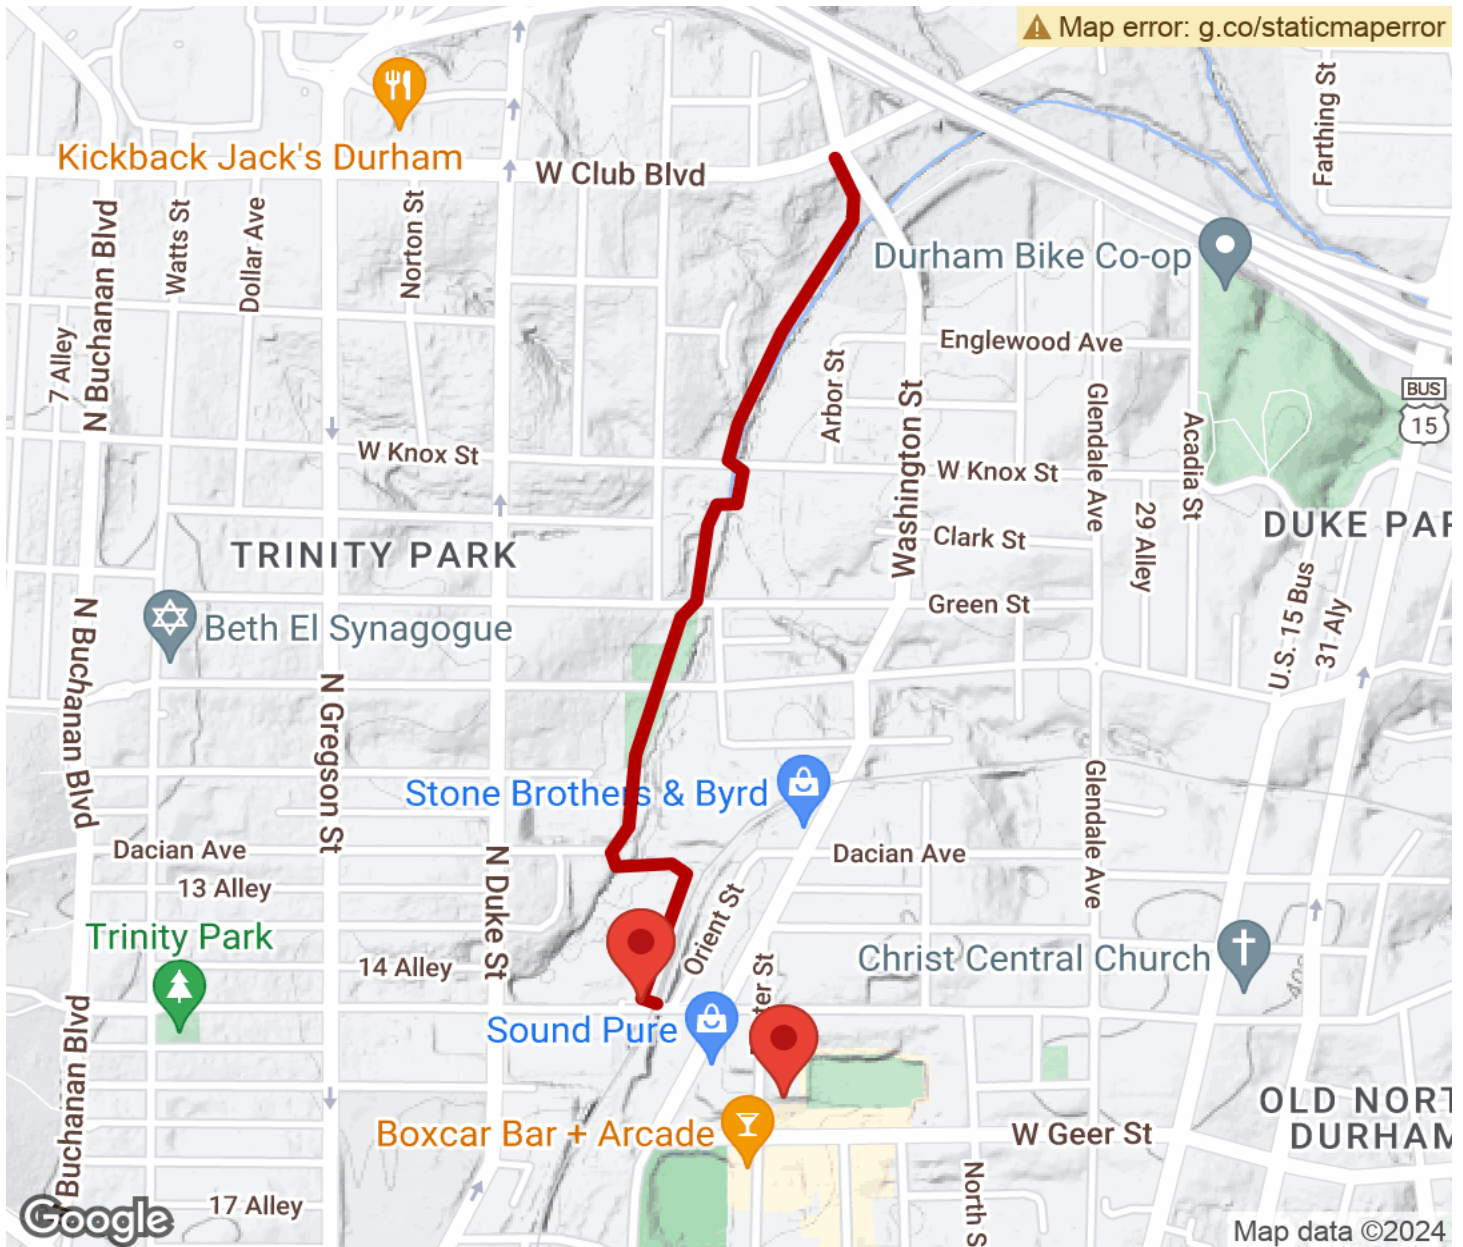 Map error: g.co/staticmaperror
Farthing St
Kickback Jack's Durham
W Club Blvd
N Buchanan Blvd
Watts St
Dollar Ave
Norton St
Durham Bike Co-op
7 Alley
Englewood Ave
Arbor St
Washington St
Glendale Ave
Acadia St
BUS
15
W Knox St
W Knox St
29 Alley
DUKE PAR
Clark St
TRINITY PARK
U.S. 15 Bus
31 Aly
Green St
N Buchanan Blvd
Beth El Synagogue
N Gregson St
Stone Brothers & Byrd
Glendale Ave
Dacian Ave
Dacian Ave
13 Alley
N Duke St
Orient St
Trinity Park
14 Alley
ter St
Christ Central Church
N Buchanan Blvd
Sound Pure
Boxcar Bar + Arcade
W Geer St
OLD NORT
DURHAM
North S
17 Alley
Google
Map data ©2024